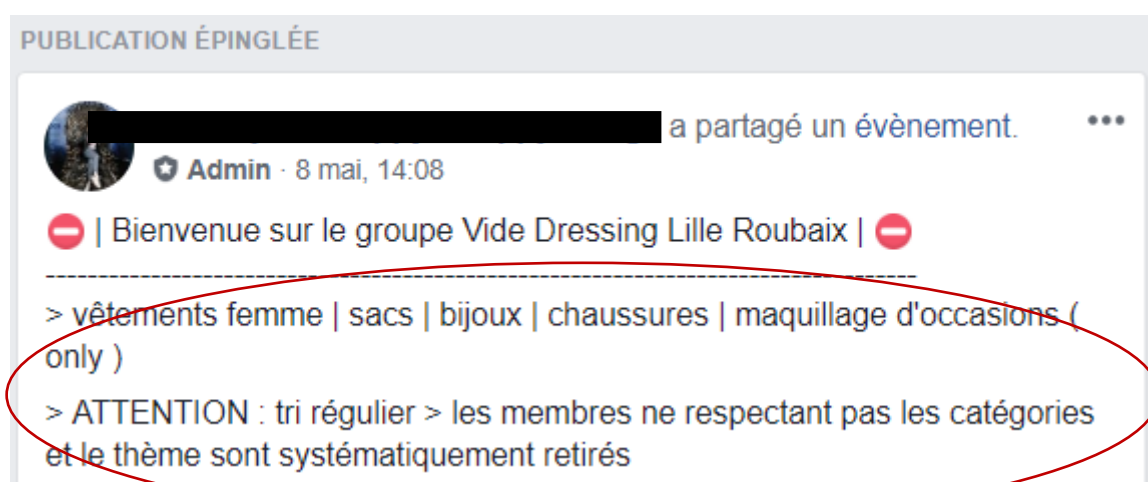 PUBLICATION ÉPINGLÉE
a partagé un évènement.
Admin · 8 mai, 14:08
⛔ | Bienvenue sur le groupe Vide Dressing Lille Roubaix | ⛔
-----------------------------------------------------------------------------------
> vêtements femme | sacs | bijoux | chaussures | maquillage d'occasions (
only )
> ATTENTION : tri régulier > les membres ne respectant pas les catégories
et le thème sont systématiquement retirés